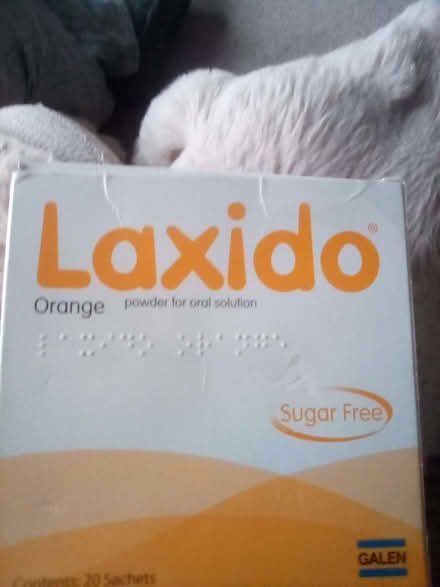 Laxido®
Orange powder for oral solution
Sugar Free
GALEN
Contents: 20 Sachets